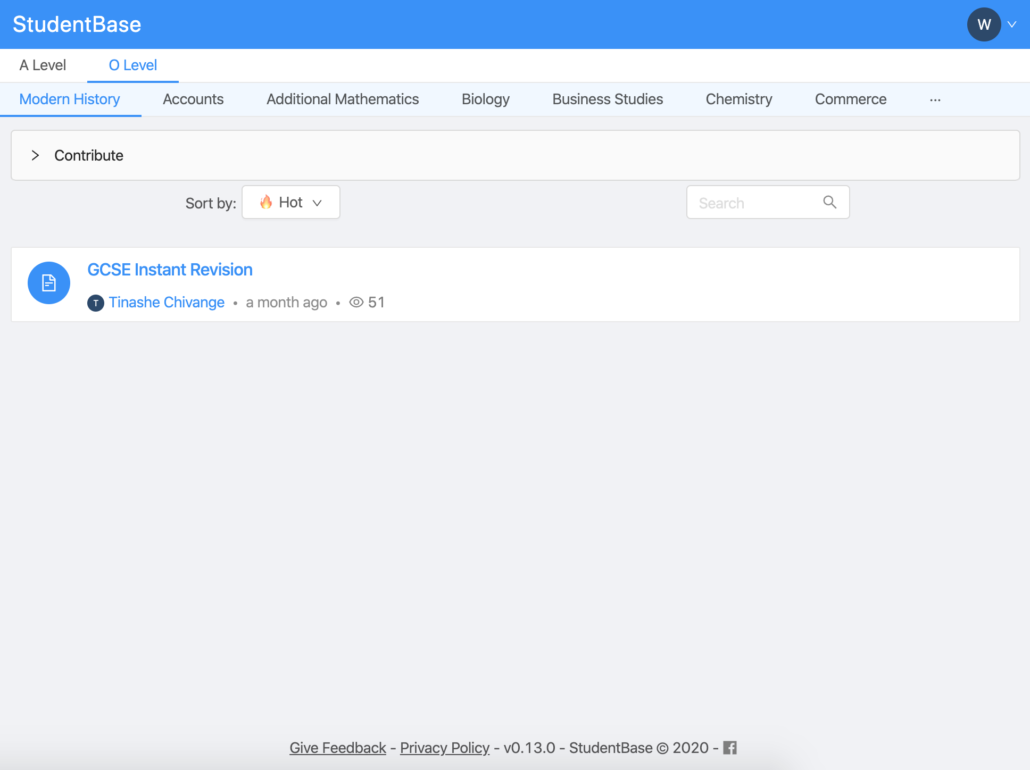 StudentBase W
A Level O Level
Modern History Accounts Additional Mathematics Biology Business Studies Chemistry Commerce ...
Contribute
Sort by: Hot Search
GCSE Instant Revision
T Tinashe Chivange • a month ago • 51
Give Feedback - Privacy Policy - v0.13.0 - StudentBase © 2020 -